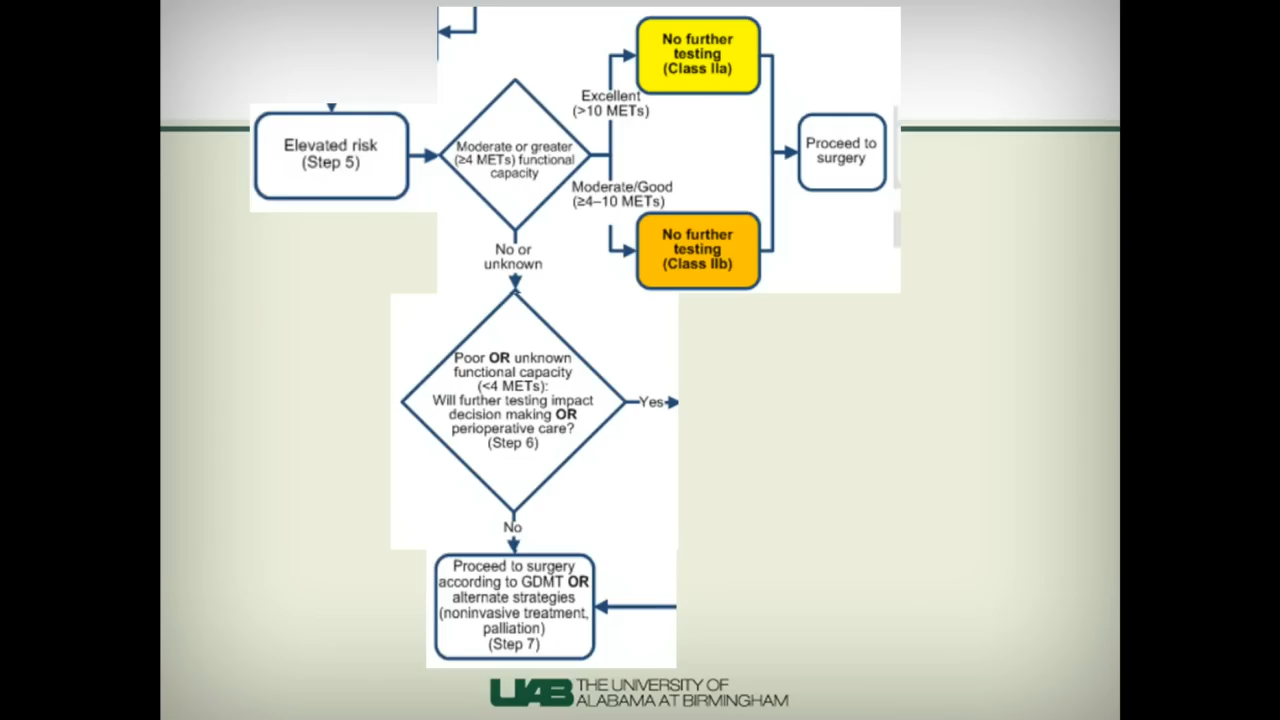 No further
testing
(Class IIa)
Excellent
(>10 METs)
Elevated risk
(Step 5)
Moderate or greater
(≥4 METs) functional
capacity
Proceed to
surgery
Moderate/Good
(≥4–10 METs)
No further
testing
(Class IIb)
No or
unknown
Poor OR unknown
functional capacity
(<4 METs):
Will further testing impact
decision making OR
perioperative care?
(Step 6)
Yes
No
Proceed to surgery
according to GDMT OR
alternate strategies
(noninvasive treatment,
palliation)
(Step 7)
UAB THE UNIVERSITY OF
ALABAMA AT BIRMINGHAM